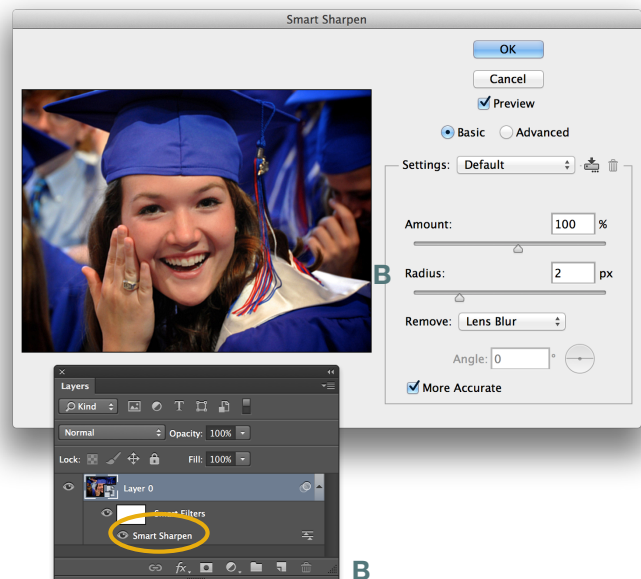 Smart Sharpen
OK
Cancel
Preview
Basic Advanced
Settings: Default
Amount: 100 %
B
Radius: 2 px
Remove: Lens Blur
Angle: 0 °
More Accurate
Layers
Kind
T
Normal Opacity: 100%
Lock: Fill: 100%
Layer 0
Smart Filters
Smart Sharpen
fx.
B